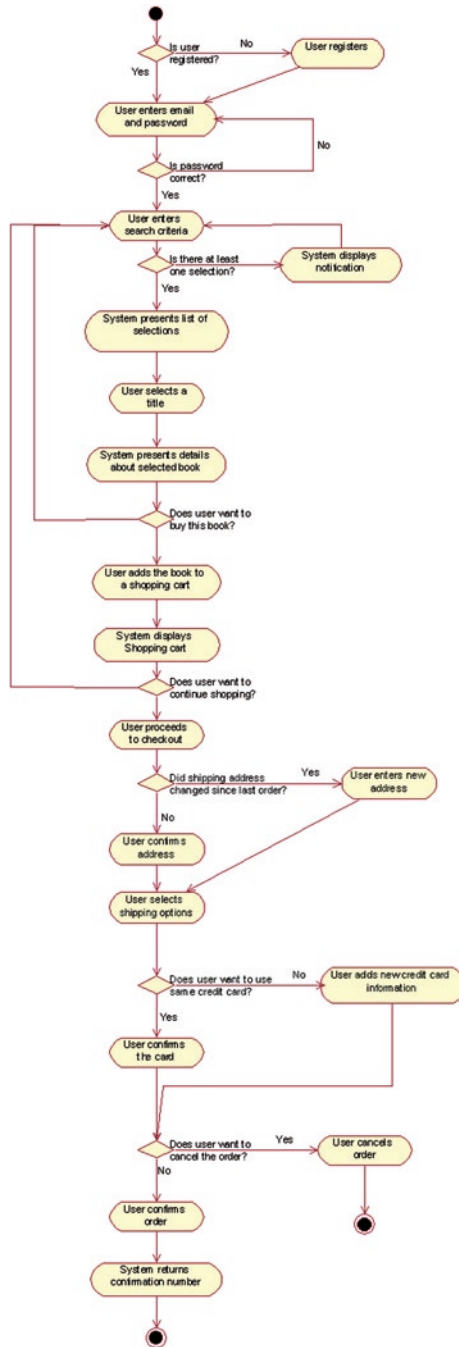 Is user
registered?
No
User registers
Yes
User enters email
and password
No
Is password
correct?
Yes
User enters
search criteria
Is there at least
one selection?
System displays
notification
Yes
System presents list of
selections
User selects a
title
System presents details
about selected book
Does user want to
buy this book?
User adds the book to
a shopping cart
System displays
Shopping cart
Does user want to
continue shopping?
User proceeds
to checkout
Did shipping address
changed since last order?
Yes
User enters new
address
No
User confirms
address
User selects
shipping options
Does user want to use
same credit card?
No
User adds new credit card
information
Yes
User confirms
the card
Does user want to
cancel the order?
Yes
User cancels
order
No
User confirms
order
System returns
confirmation number